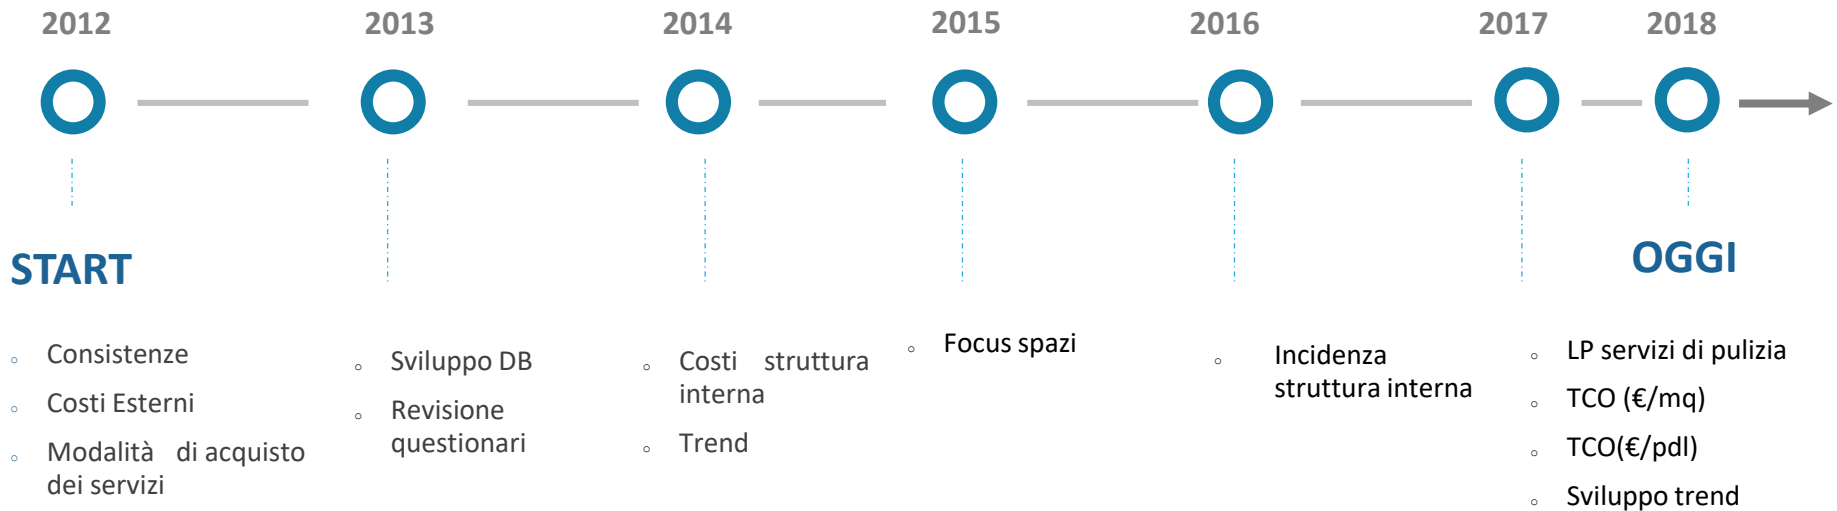 2012
2013
2014
2015
2016
2017
2018
START
OGGI
Consistenze
Costi Esterni
Modalità di acquisto
dei servizi
Sviluppo DB
Revisione
questionari
Costi struttura
interna
Trend
Focus spazi
Incidenza
struttura interna
LP servizi di pulizia
TCO (€/mq)
TCO(€/pdl)
Sviluppo trend